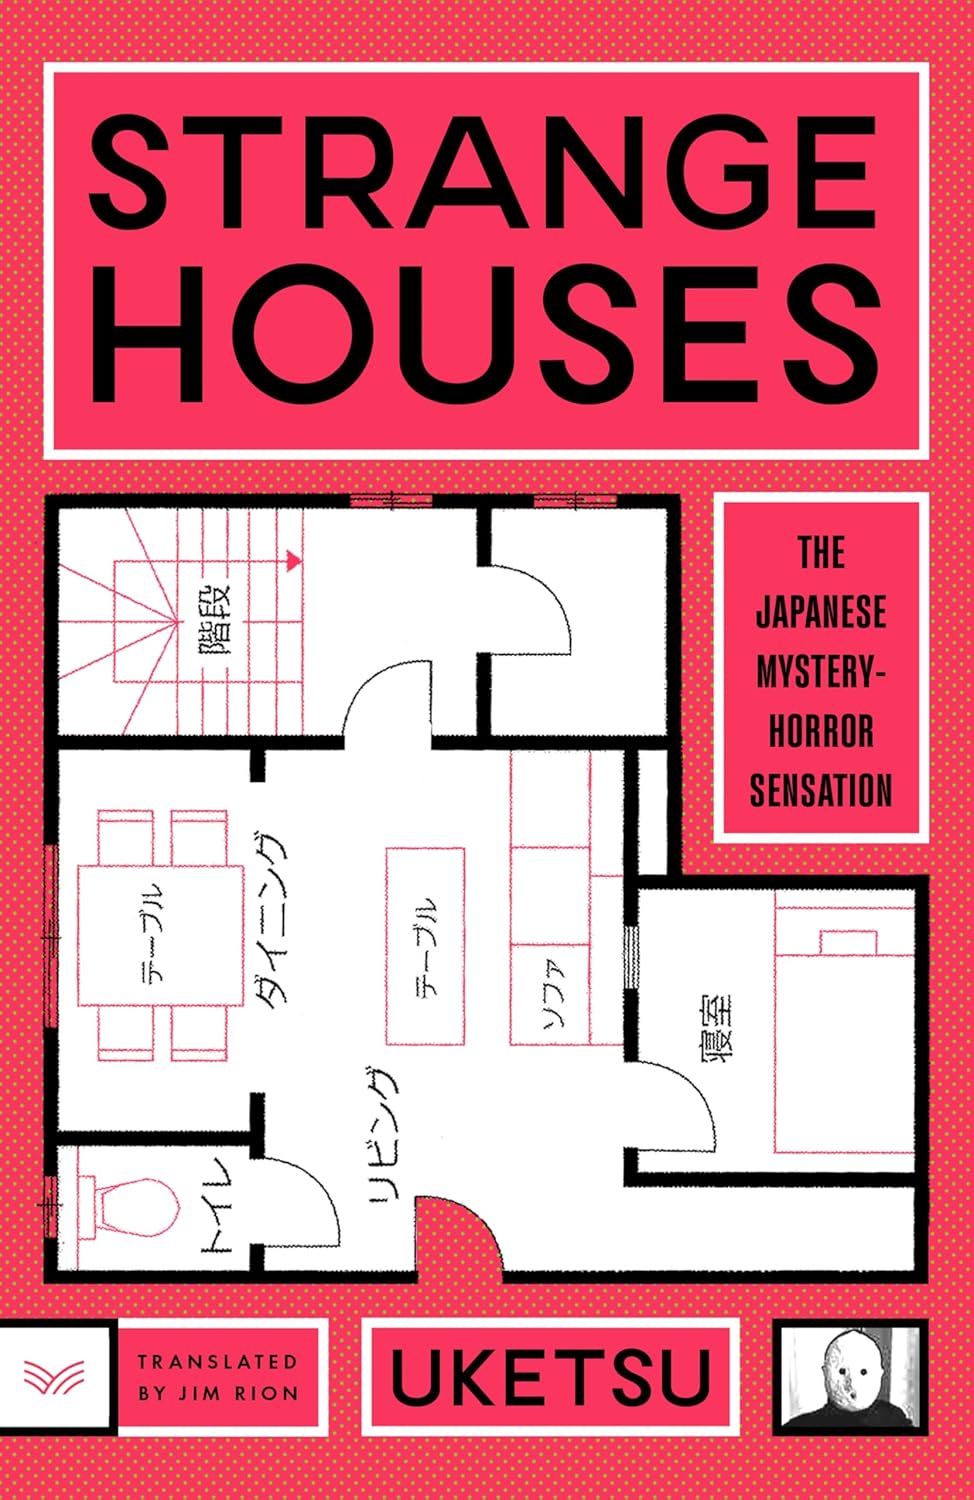 STRANGE
HOUSES
THE
JAPANESE
MYSTERY-
HORROR
SENSATION
階段
テーブル
ダイニング
テーブル
ソファ
寝室
リビング
トイレ
TRANSLATED
BY JIM RION
UKETSU